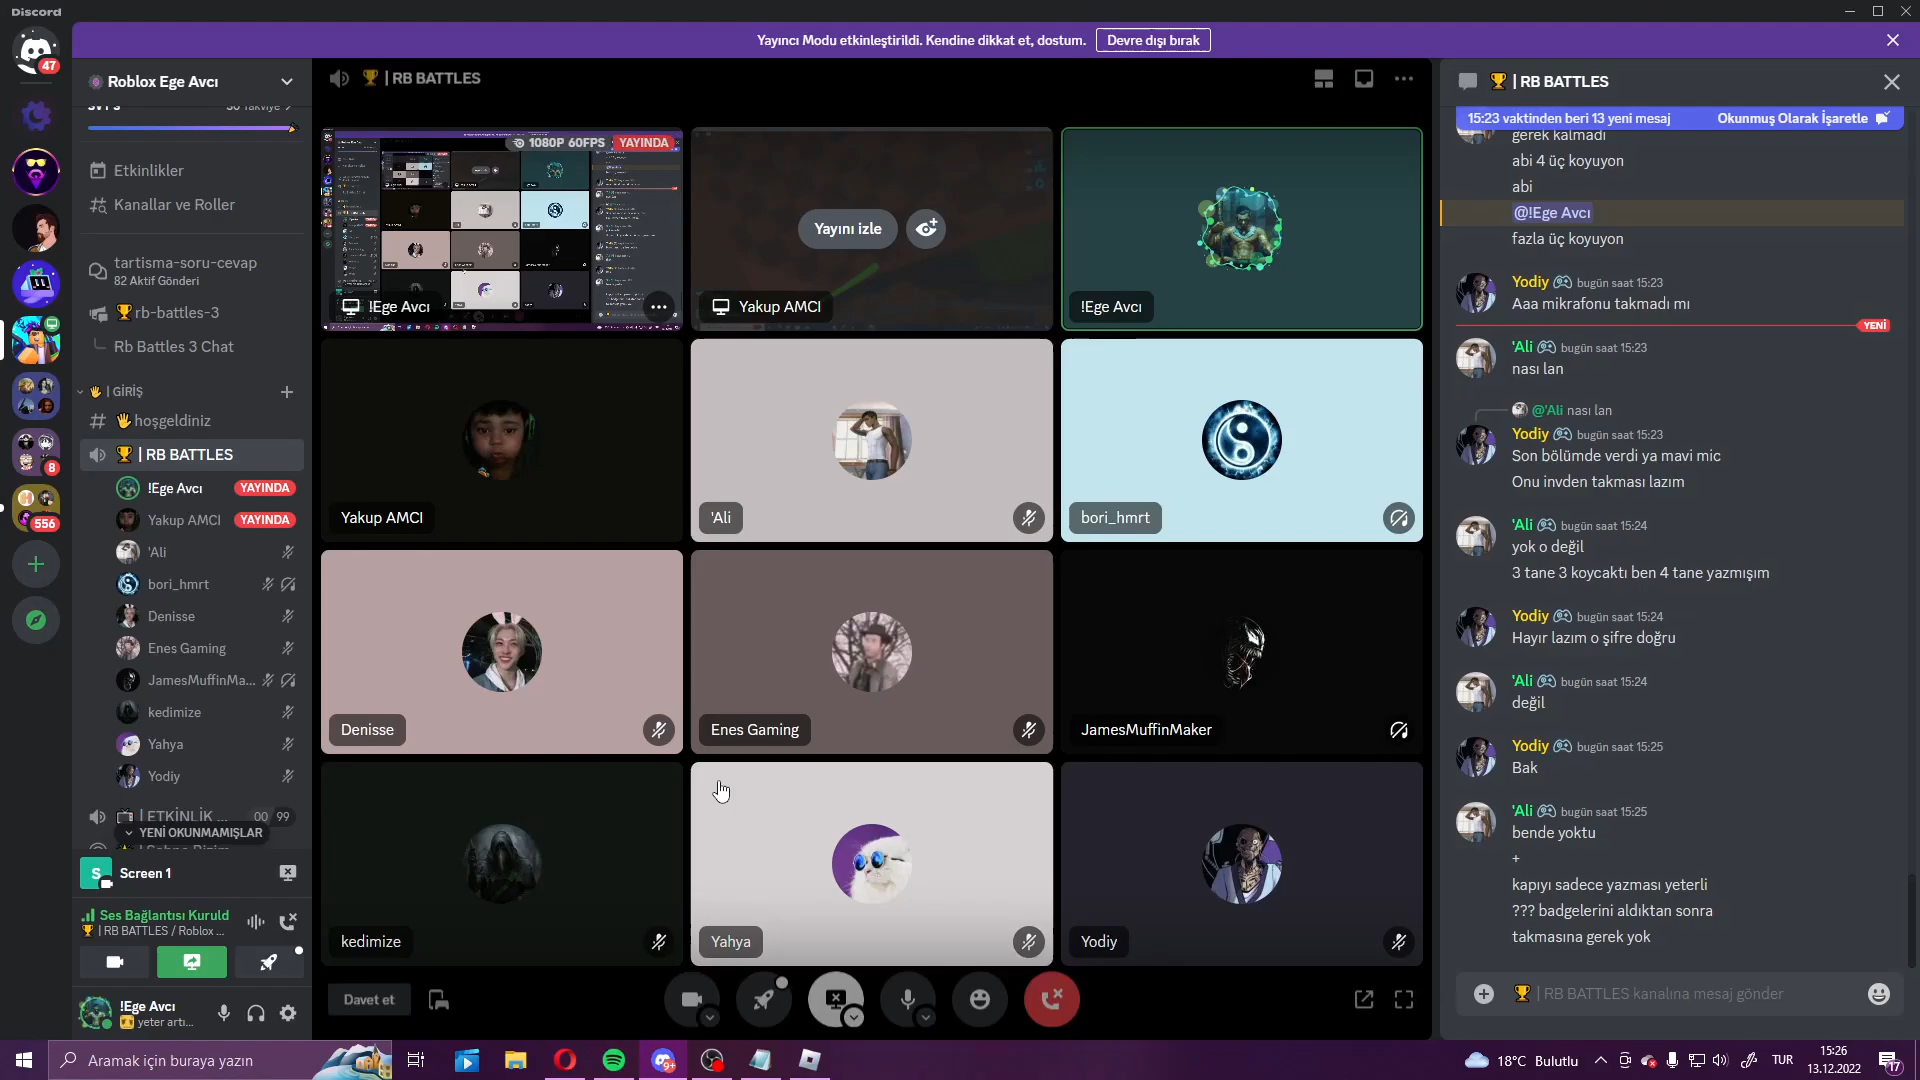 Discord
47
8
556
Yayıncı Modu etkinleştirildi. Kendine dikkat et, dostum.
Devre dışı bırak
Roblox Ege Avcı
Etkinlikler
Kanallar ve Roller
tartisma-soru-cevap
82 Aktif Gönderi
rb-battles-3
Rb Battles 3 Chat
| GİRİŞ
hoşgeldiniz
| RB BATTLES
!Ege Avcı YAYINDA
Yakup AMCI YAYINDA
'Ali
bori_hmrt
Denisse
Enes Gaming
JamesMuffinMa...
kedimize
Yahya
Yodiy
| ETKİNLİK ... 00 99
YENİ OKUNMAMIŞLAR
S Screen 1
Ses Bağlantısı Kuruld
| RB BATTLES / Roblox ...
!Ege Avcı
yeter artı...
| RB BATTLES
1080P 60FPS YAYINDA
!Ege Avcı
Yayını izle
Yakup AMCI
!Ege Avcı
Yakup AMCI
'Ali
bori_hmrt
Denisse
Enes Gaming
JamesMuffinMaker
kedimize
Yahya
Yodiy
Davet et
| RB BATTLES
15:23 vaktinden beri 13 yeni mesaj Okunmuş Olarak İşaretle
gerek kalmadı
abi 4 üç koyuyon
abi
@!Ege Avcı
fazla üç koyuyon
Yodiy bugün saat 15:23
Aaa mikrafonu takmadı mı
YENİ
'Ali bugün saat 15:23
nası lan
@'Ali nası lan
Yodiy bugün saat 15:23
Son bölümde verdi ya mavi mic
Onu invden takması lazım
'Ali bugün saat 15:24
yok o değil
3 tane 3 koycaktı ben 4 tane yazmışım
Yodiy bugün saat 15:24
Hayır lazım o şifre doğru
'Ali bugün saat 15:24
değil
Yodiy bugün saat 15:25
Bak
'Ali bugün saat 15:25
bende yoktu
+
kapıyı sadece yazması yeterli
??? badgelerini aldıktan sonra
takmasına gerek yok
| RB BATTLES kanalına mesaj gönder
Aramak için buraya yazın
9+
18°C Bulutlu
TUR
15:26
13.12.2022
17